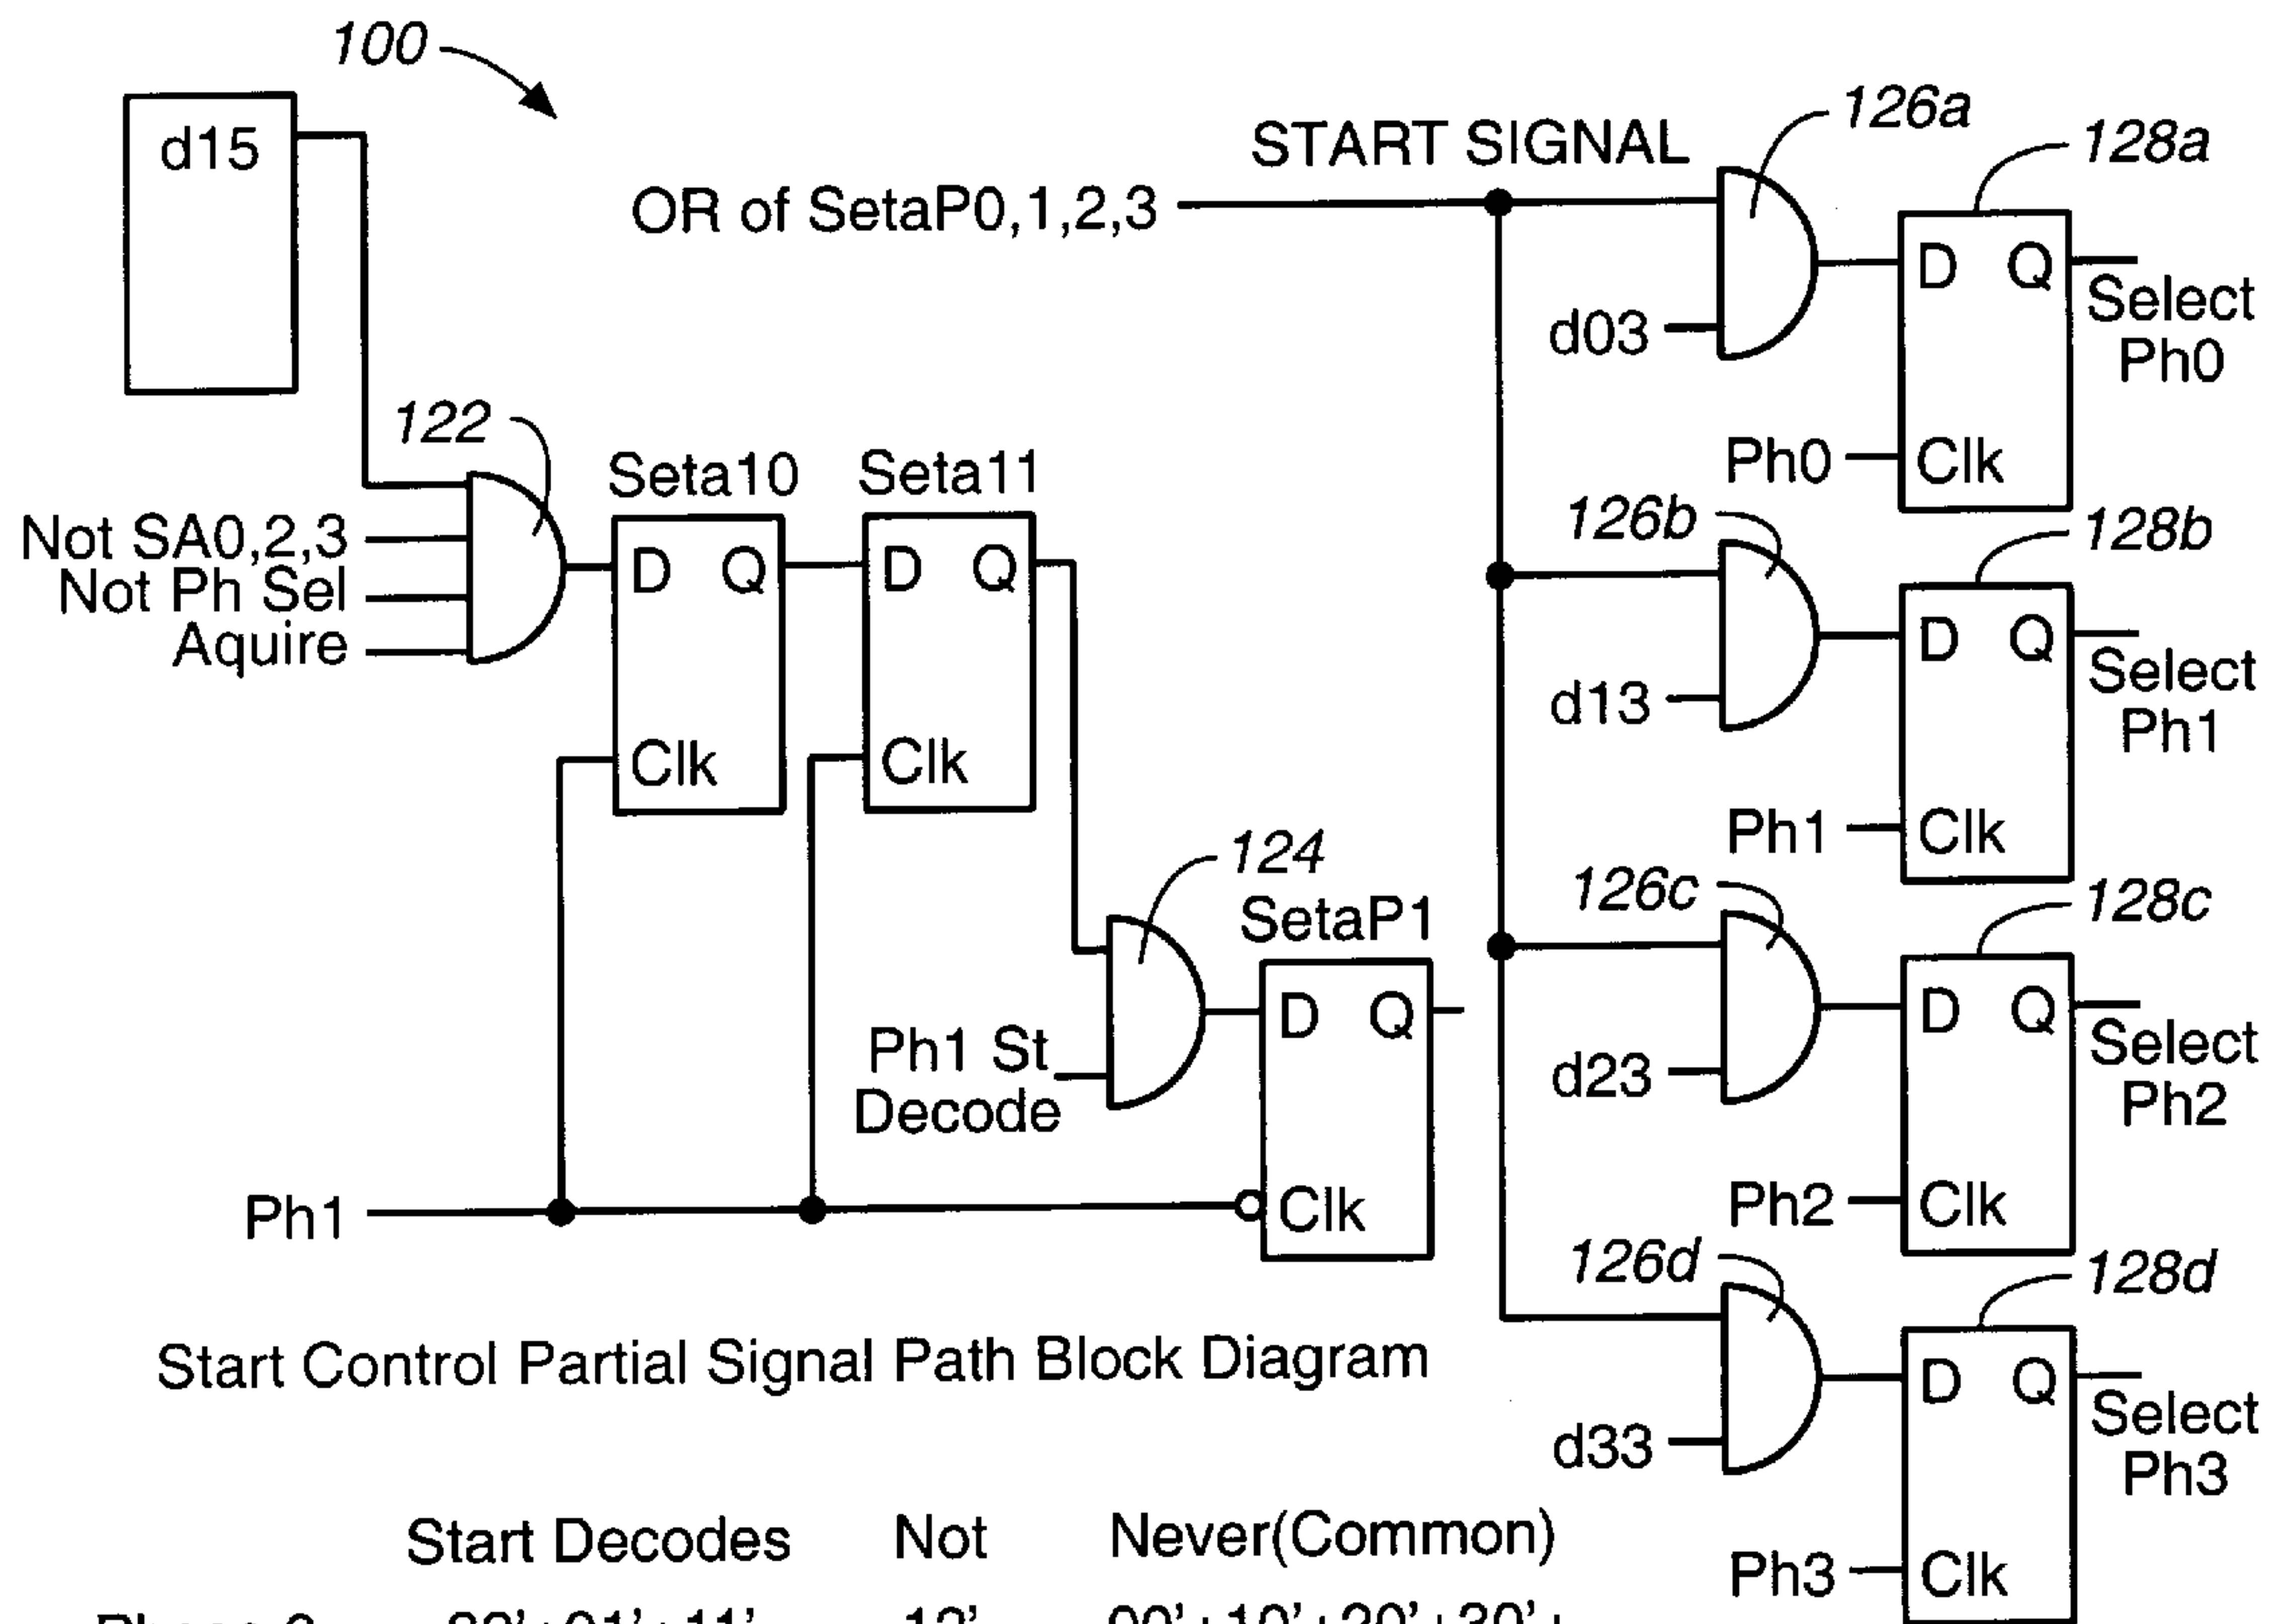 100
d15
START SIGNAL
OR of SetaP0,1,2,3
126a
128a
D Q
Select
Ph0
d03
Ph0
Clk
122
Seta10
Seta11
Not SA0,2,3
Not Ph Sel
Aquire
D Q
Clk
D Q
Clk
126b
128b
D Q
Select
Ph1
d13
Ph1
Clk
124
SetaP1
Ph1 St
Decode
D Q
Clk
Ph1
126c
128c
D Q
Select
Ph2
d23
Ph2
Clk
126d
128d
D Q
Select
Ph3
d33
Ph3
Clk
Start Control Partial Signal Path Block Diagram
Start Decodes Not Never(Common)